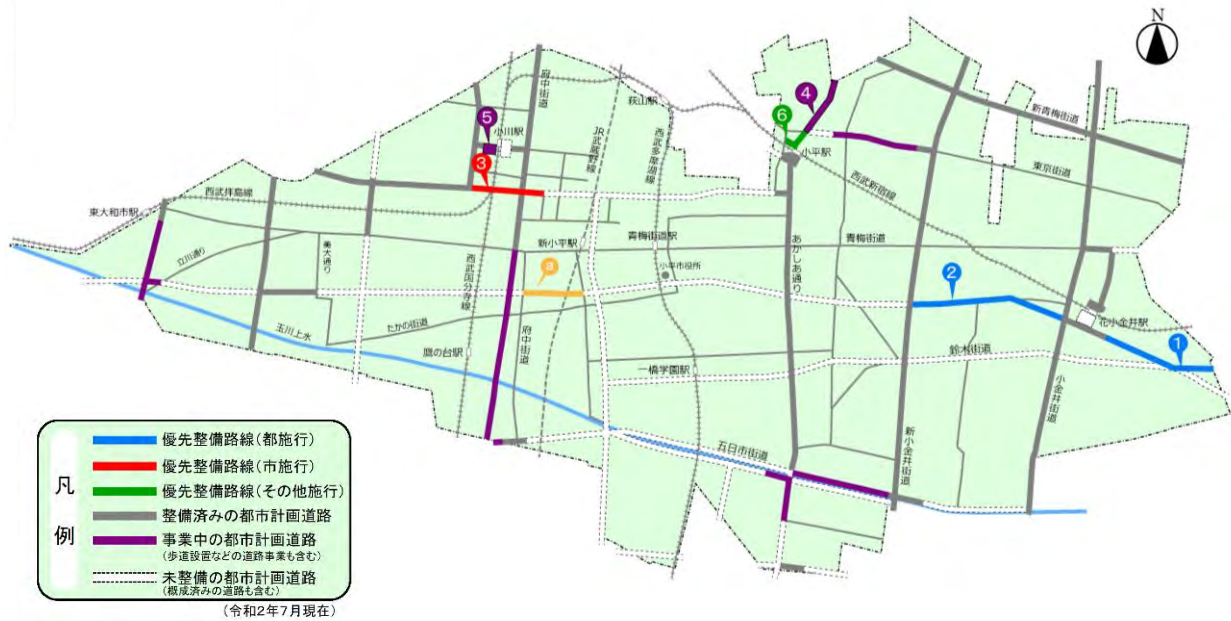 N
新青梅街道
府中街道
萩山駅
4
5
小川駅
6
小平駅
JR武蔵野線
西武多摩湖線
東京街道
3
西武新宿線
西武拝島線
東大和市駅
立川通り
美大通り
新小平駅
青梅街道駅
青梅街道
あかしあ通り
小平市役所
西武国分寺線
a
2
花小金井駅
玉川上水
たかの街道
鷹の台駅
府中街道
一橋学園駅
鈴木街道
1
小金井街道
新小金井街道
五日市街道
凡
例
優先整備路線(都施行)
優先整備路線(市施行)
優先整備路線(その他施行)
整備済みの都市計画道路
事業中の都市計画道路
(歩道設置などの道路事業も含む)
未整備の都市計画道路
(概成済みの道路も含む)
(令和2年7月現在)